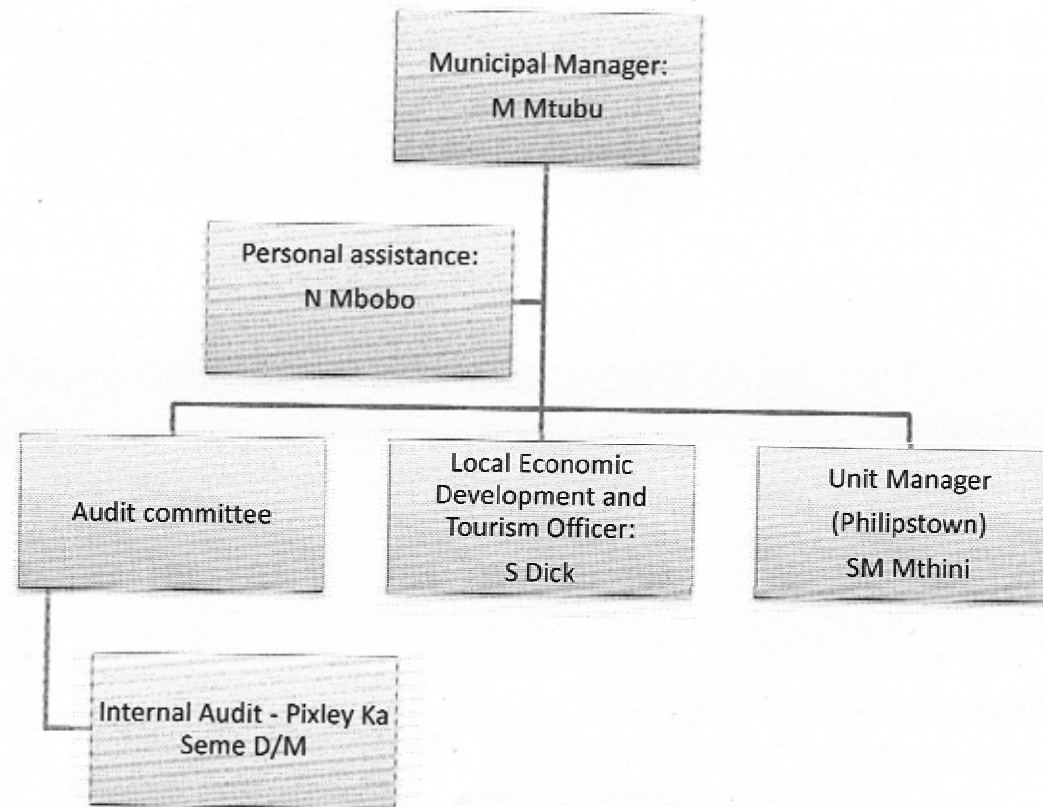 Municipal Manager:
M Mtubu
Personal assistance:
N Mbobo
Audit committee
Local Economic
Development and
Tourism Officer:
S Dick
Unit Manager
(Philipstown)
SM Mthini
Internal Audit - Pixley Ka
Seme D/M